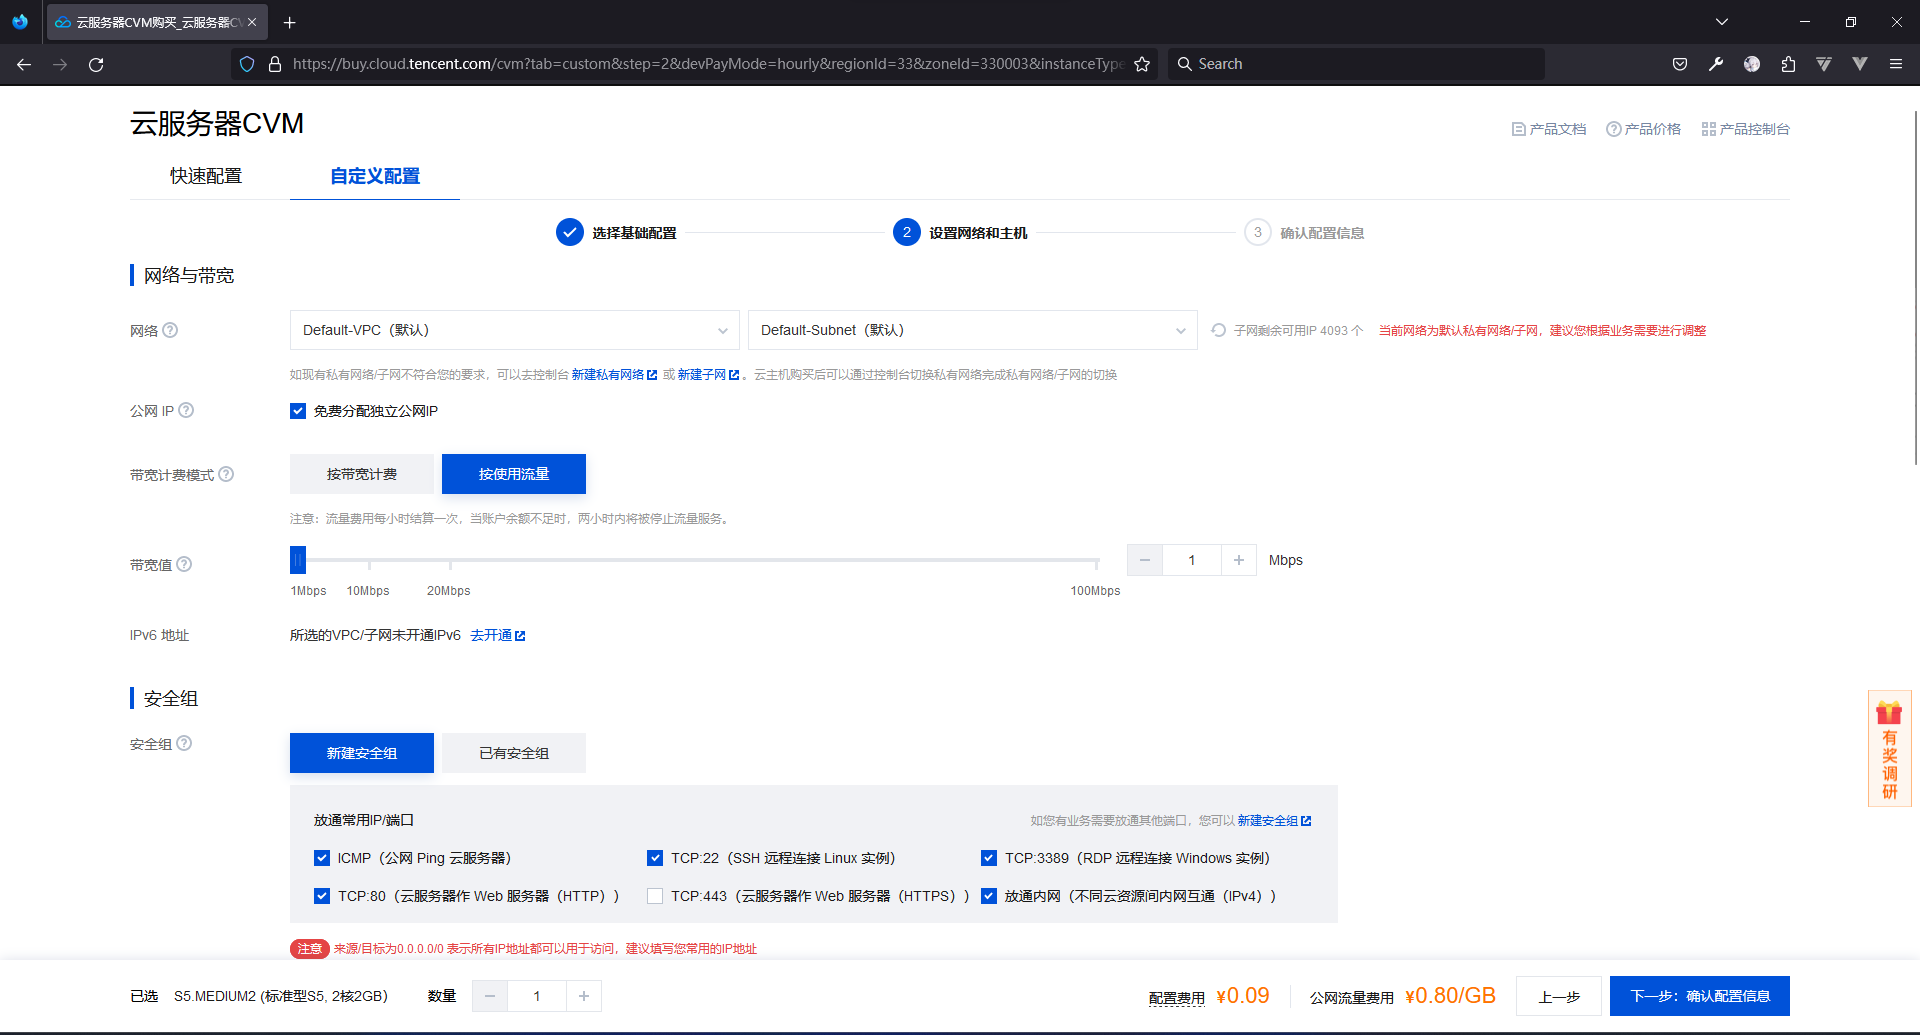 云服务器CVM购买_云服务器CV
https://buy.cloud.tencent.com/cvm?tab=custom&step=2&devPayMode=hourly&regionId=33&zoneId=330003&instanceType
Search
云服务器CVM
产品文档 产品价格 产品控制台
快速配置 自定义配置
选择基础配置 2 设置网络和主机 3 确认配置信息
网络与带宽
网络 Default-VPC（默认） Default-Subnet（默认） 子网剩余可用IP 4093 个 当前网络为默认私有网络/子网，建议您根据业务需要进行调整
如现有私有网络/子网不符合您的要求，可以去控制台 新建私有网络 或 新建子网 。云主机购买后可以通过控制台切换私有网络完成私有网络/子网的切换
公网 IP 免费分配独立公网IP
带宽计费模式 按带宽计费 按使用流量
注意：流量费用每小时结算一次，当账户余额不足时，两小时内将被停止流量服务。
带宽值 1 Mbps
1Mbps 10Mbps 20Mbps 100Mbps
IPv6 地址 所选的VPC/子网未开通IPv6 去开通
安全组
安全组 新建安全组 已有安全组
放通常用IP/端口 如您有业务需要放通其他端口，您可以 新建安全组
ICMP（公网 Ping 云服务器） TCP:22（SSH 远程连接 Linux 实例） TCP:3389（RDP 远程连接 Windows 实例）
TCP:80（云服务器作 Web 服务器（HTTP）） TCP:443（云服务器作 Web 服务器（HTTPS）） 放通内网（不同云资源间内网互通（IPv4））
注意 来源/目标为0.0.0.0/0 表示所有IP地址都可以用于访问，建议填写您常用的IP地址
有奖调研
已选 S5.MEDIUM2 (标准型S5, 2核2GB) 数量 1 配置费用 ¥0.09 公网流量费用 ¥0.80/GB 上一步 下一步：确认配置信息